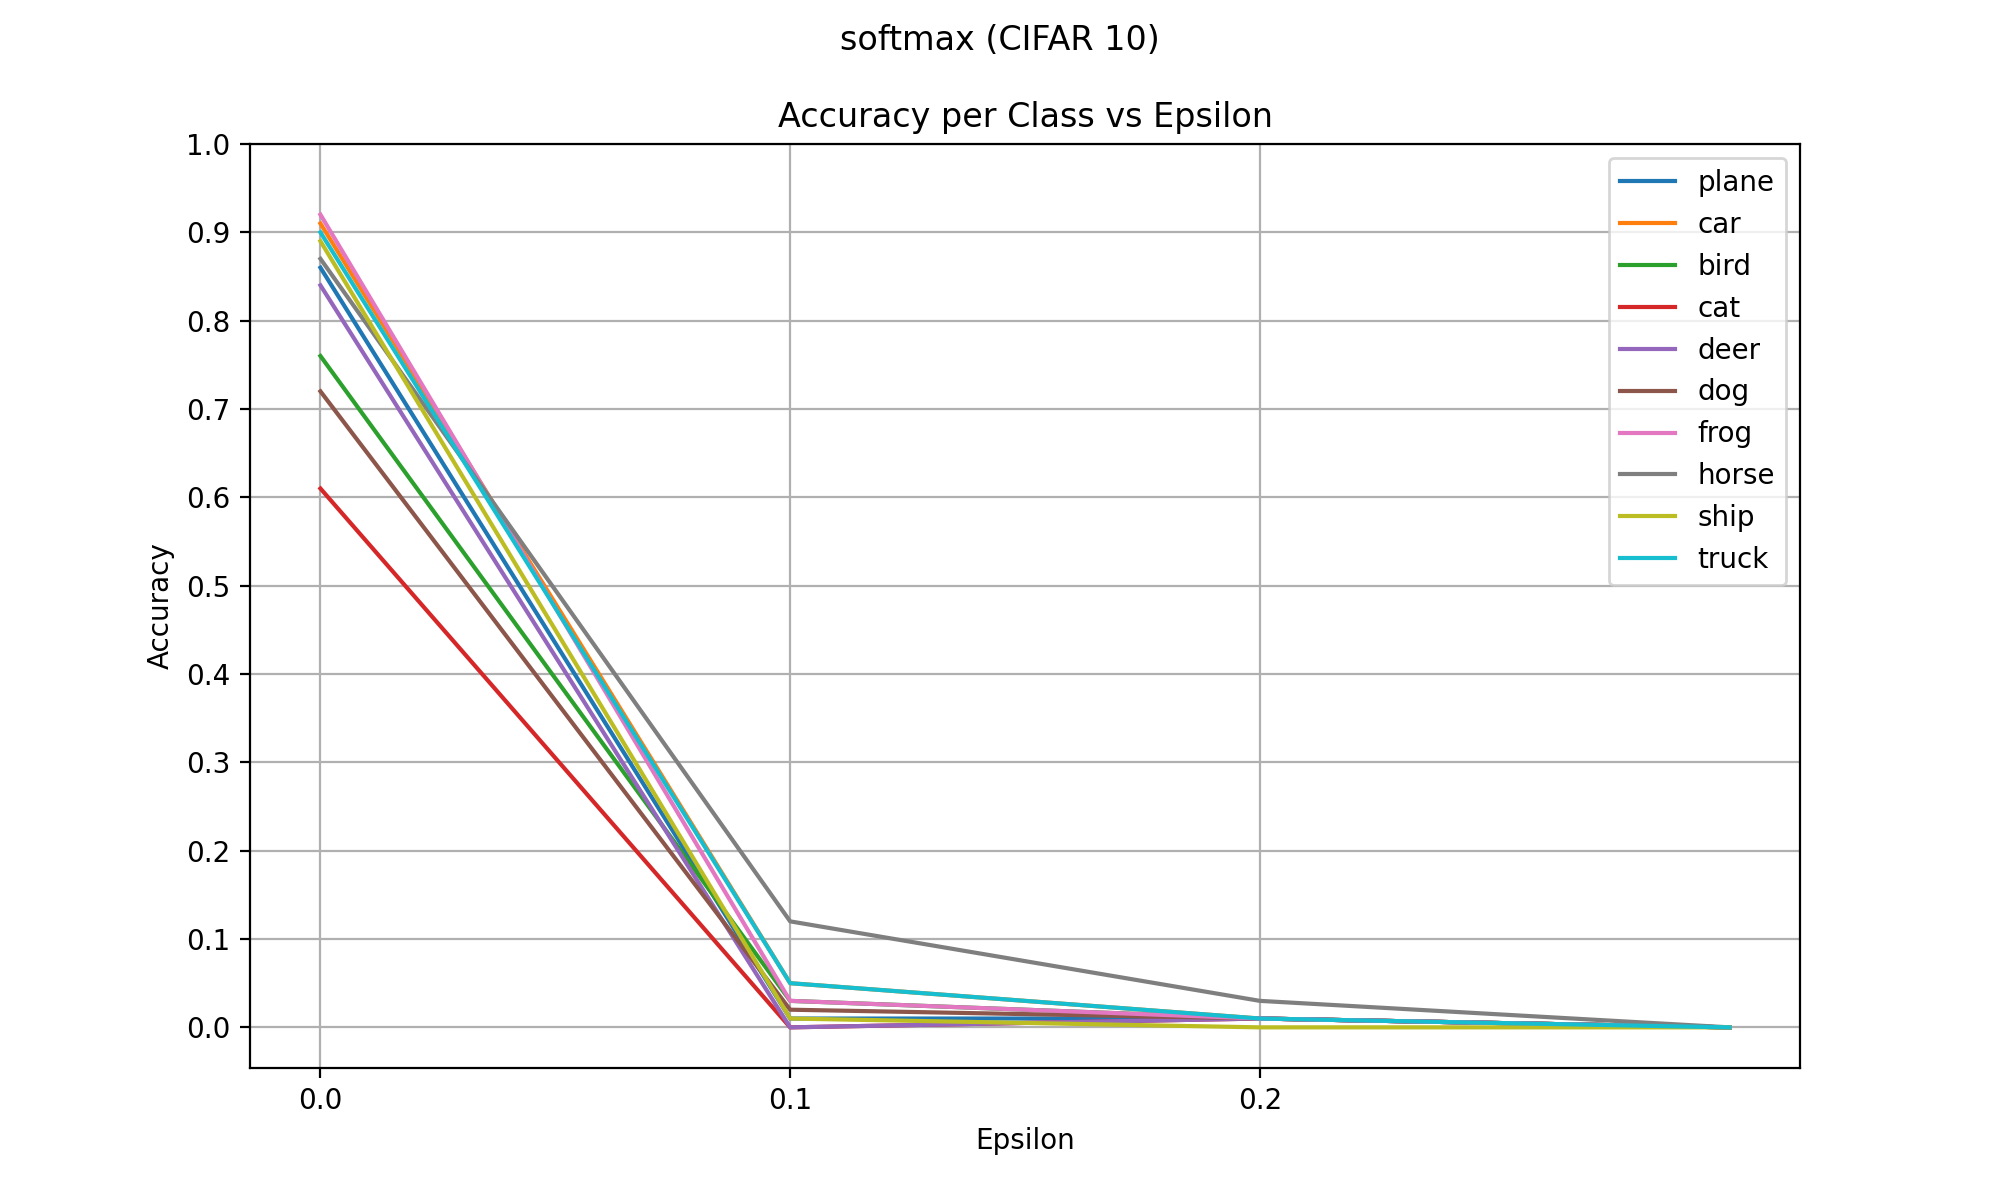 softmax (CIFAR 10)
Accuracy per Class vs Epsilon
1.0
0.9
0.8
0.7
0.6
0.5
0.4
0.3
0.2
0.1
0.0
Accuracy
plane
car
bird
cat
deer
dog
frog
horse
ship
truck
0.0 0.1 0.2
Epsilon